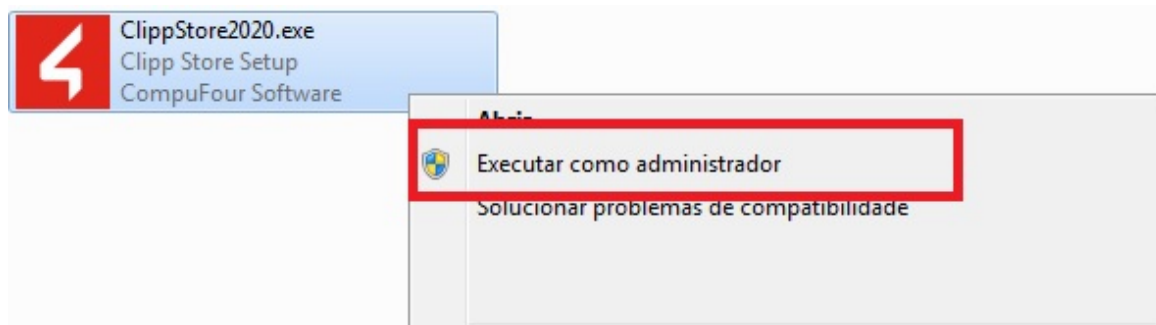 ClippStore2020.exe
Clipp Store Setup
CompuFour Software
Abrir
Executar como administrador
Solucionar problemas de compatibilidade